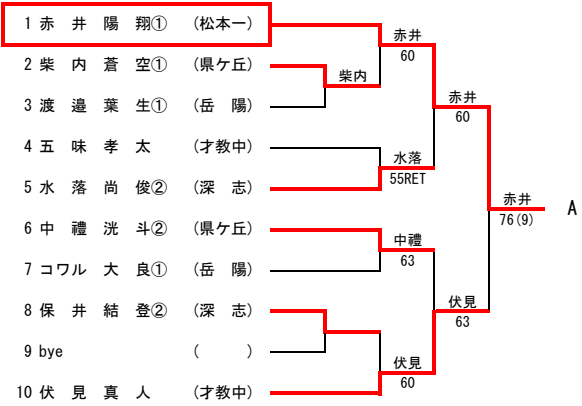 1 赤 井 陽 翔① (松本一)
赤井
60
2 柴 内 蒼 空① (県ケ丘)
柴内
3 渡 邉 葉 生① (岳 陽)
赤井
60
4 五 味 孝 太 (才教中)
水落
55RET
5 水 落 尚 俊② (深 志)
赤井
76(9)
A
6 中 禮 洸 斗② (県ケ丘)
中禮
63
7 コワル 大 良① (岳 陽)
伏見
63
8 保 井 結 登② (深 志)
9 bye ( )
伏見
60
10 伏 見 真 人 (才教中)